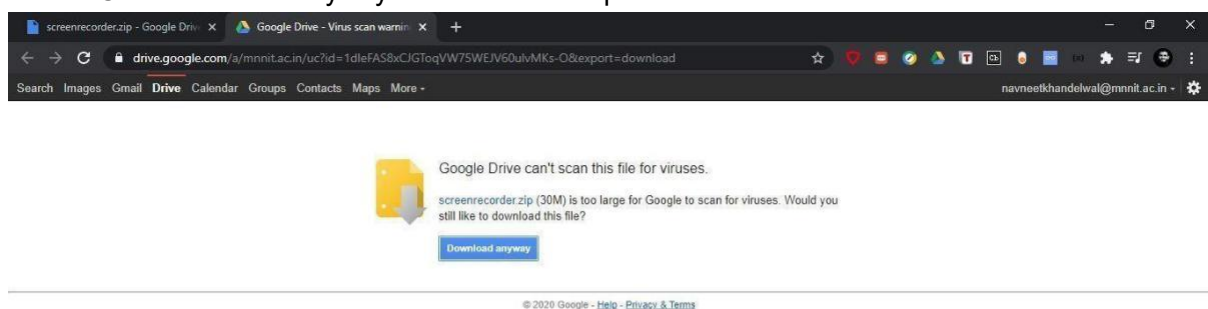 screenrecorder.zip - Google Driv
Google Drive - Virus scan warnin
drive.google.com/a/mnnit.ac.in/uc?id=1dleFAS8xCJGToqVW75WEJV60ulvMKs-O&export=download
Search Images Gmail Drive Calendar Groups Contacts Maps More
navneetkhandelwal@mnnit.ac.in
Google Drive can't scan this file for viruses.
screenrecorder.zip (30M) is too large for Google to scan for viruses. Would you
still like to download this file?
Download anyway
© 2020 Google - Help - Privacy & Terms